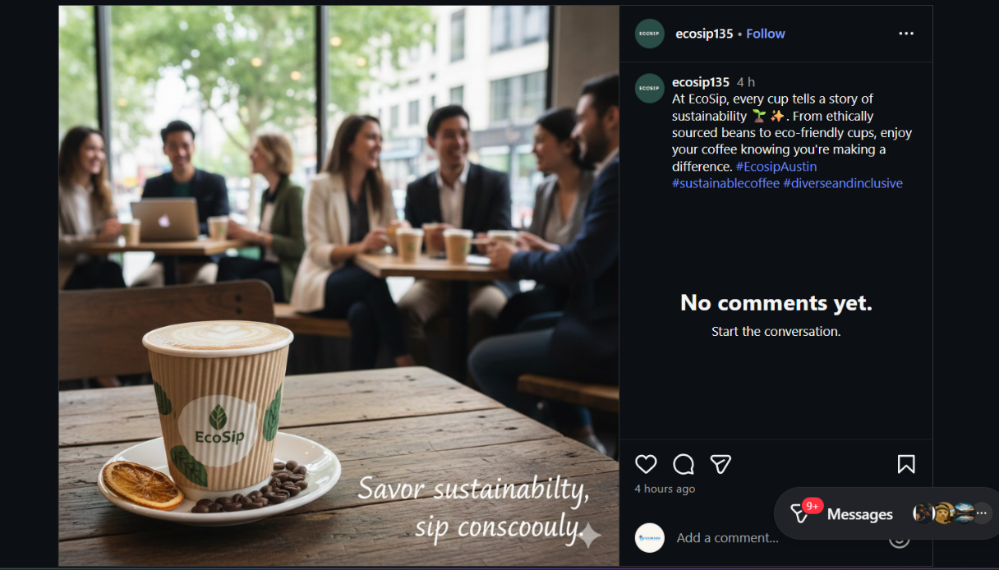 ECOSIP
ecosip135 • Follow
ECOSIP
ecosip135 4 h
At EcoSip, every cup tells a story of
sustainability 🌱 ✨. From ethically
sourced beans to eco-friendly cups, enjoy
your coffee knowing you're making a
difference. #EcosipAustin
#sustainablecoffee #diverseandinclusive
No comments yet.
Start the conversation.
EcoSip
Savor sustainabilty,
sip conscoouly.
4 hours ago
9+
Messages
Add a comment...